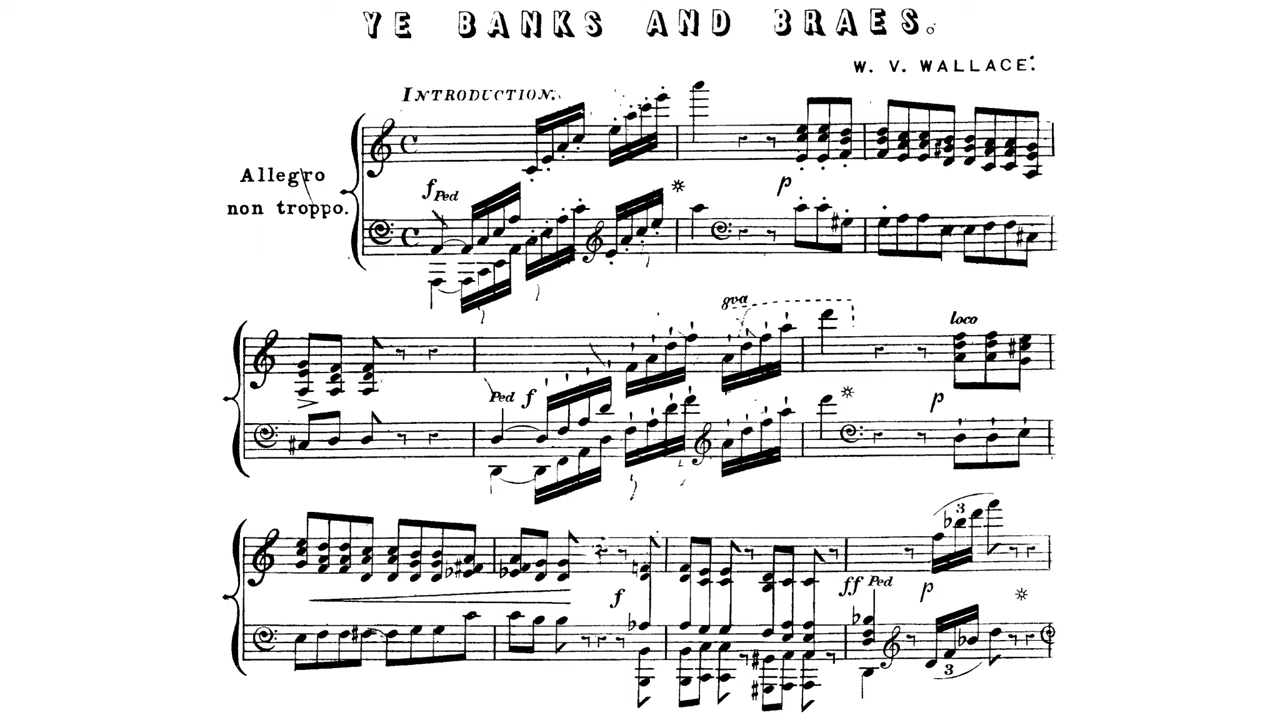 YE BANKS AND BRAES.
W. V. WALLACE.
INTRODUCTION.
Allegro
non troppo.
f Ped
p
8va
loco
Ped f
p
3
f
ff Ped
p
3